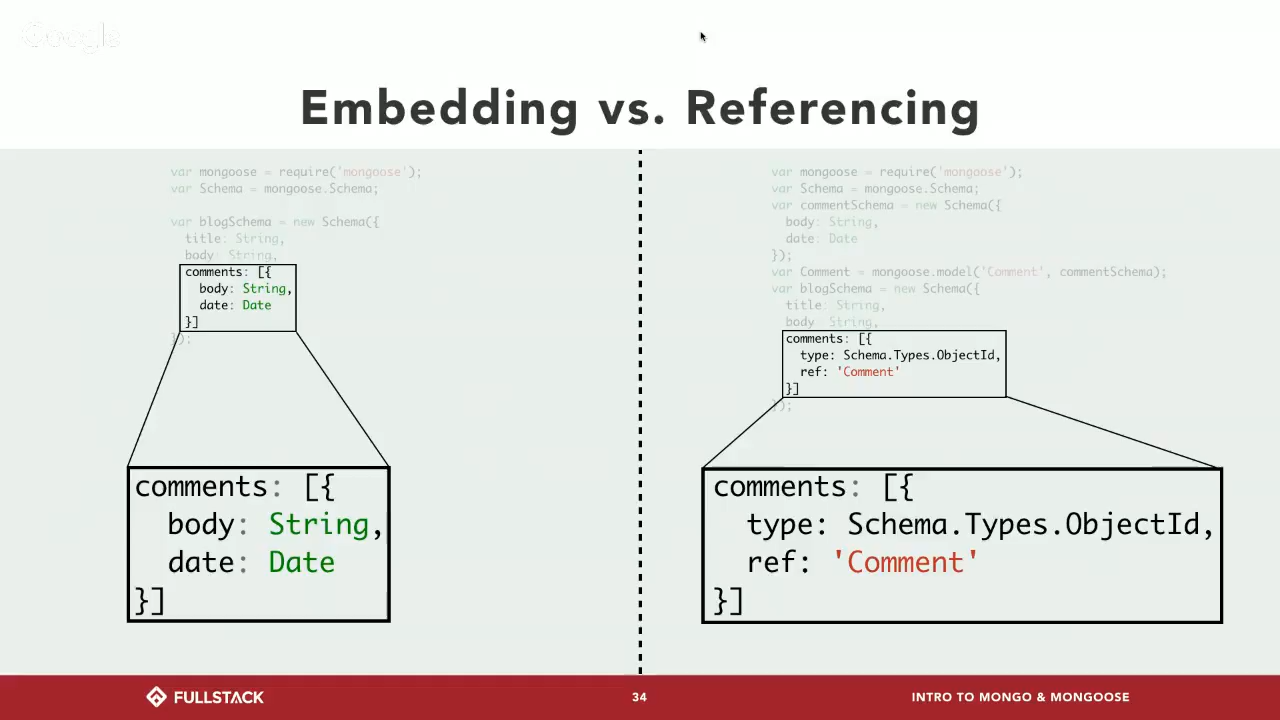 Google
Embedding vs. Referencing
var mongoose = require('mongoose');
var Schema = mongoose.Schema;
var blogSchema = new Schema({
title: String,
body: String,
comments: [{
body: String,
date: Date
}]
});
comments: [{
body: String,
date: Date
}]
var mongoose = require('mongoose');
var Schema = mongoose.Schema;
var commentSchema = new Schema({
body: String,
date: Date
});
var Comment = mongoose.model('Comment', commentSchema);
var blogSchema = new Schema({
title: String,
body: String,
comments: [{
type: Schema.Types.ObjectId,
ref: 'Comment'
}]
});
comments: [{
type: Schema.Types.ObjectId,
ref: 'Comment'
}]
FULLSTACK
34
INTRO TO MONGO & MONGOOSE